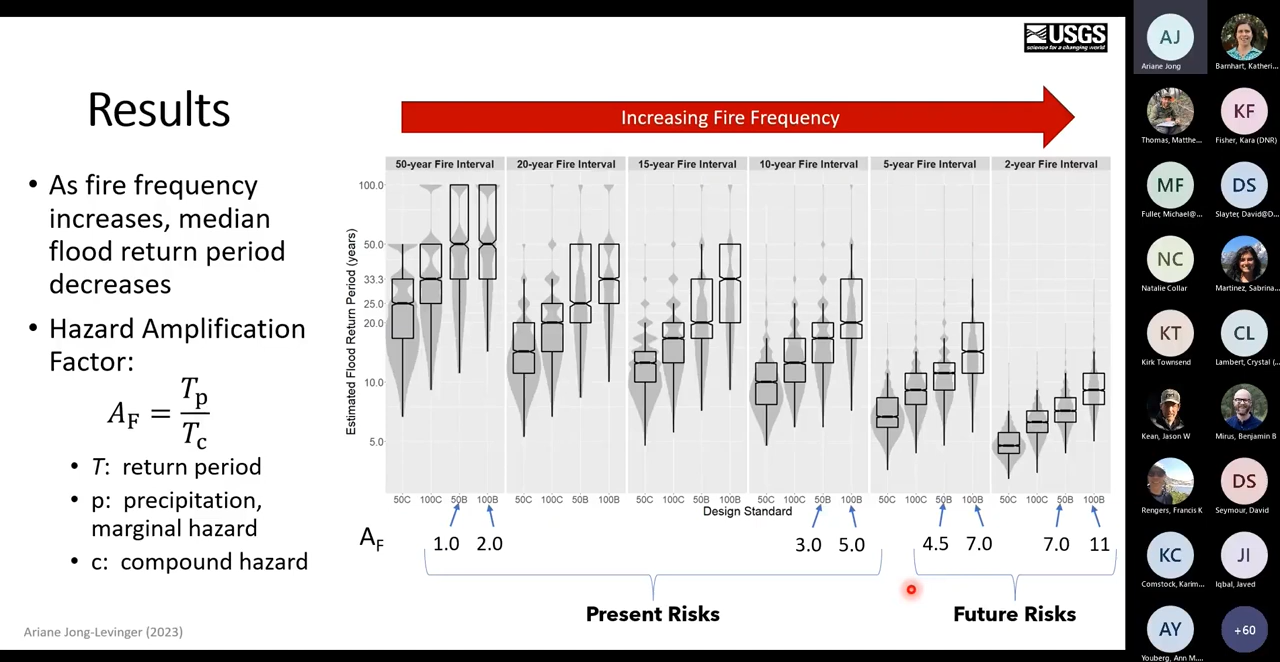 USGS
science for a changing world
Results
Increasing Fire Frequency
• As fire frequency
increases, median
flood return period
decreases
• Hazard Amplification
Factor:
A_F = T_p / T_c
• T: return period
• p: precipitation,
marginal hazard
• c: compound hazard
50-year Fire Interval 20-year Fire Interval 15-year Fire Interval 10-year Fire Interval 5-year Fire Interval 2-year Fire Interval
Estimated Flood Return Period (years)
100.0
50.0
33.3
25.0
20.0
10.0
5.0
50C 100C 50B 100B 50C 100C 50B 100B 50C 100C 50B 100B 50C 100C 50B 100B 50C 100C 50B 100B 50C 100C 50B 100B
Design Standard
A_F 1.0 2.0 3.0 5.0 4.5 7.0 7.0 11
Present Risks Future Risks
Ariane Jong-Levinger (2023)
AJ
Ariane Jong
Barnhart, Katheri...
Thomas, Matthe...
KF
Fisher, Kara (DNR)
MF
Fuller, Michael@...
DS
Slayter, David@D...
NC
Natalie Collar
Martinez, Sabrina...
KT
Kirk Townsend
CL
Lambert, Crystal (...
Kean, Jason W
Mirus, Benjamin B
Rengers, Francis K
DS
Seymour, David
KC
Comstock, Karim...
JI
Iqbal, Javed
AY
Youberg, Ann M....
+60